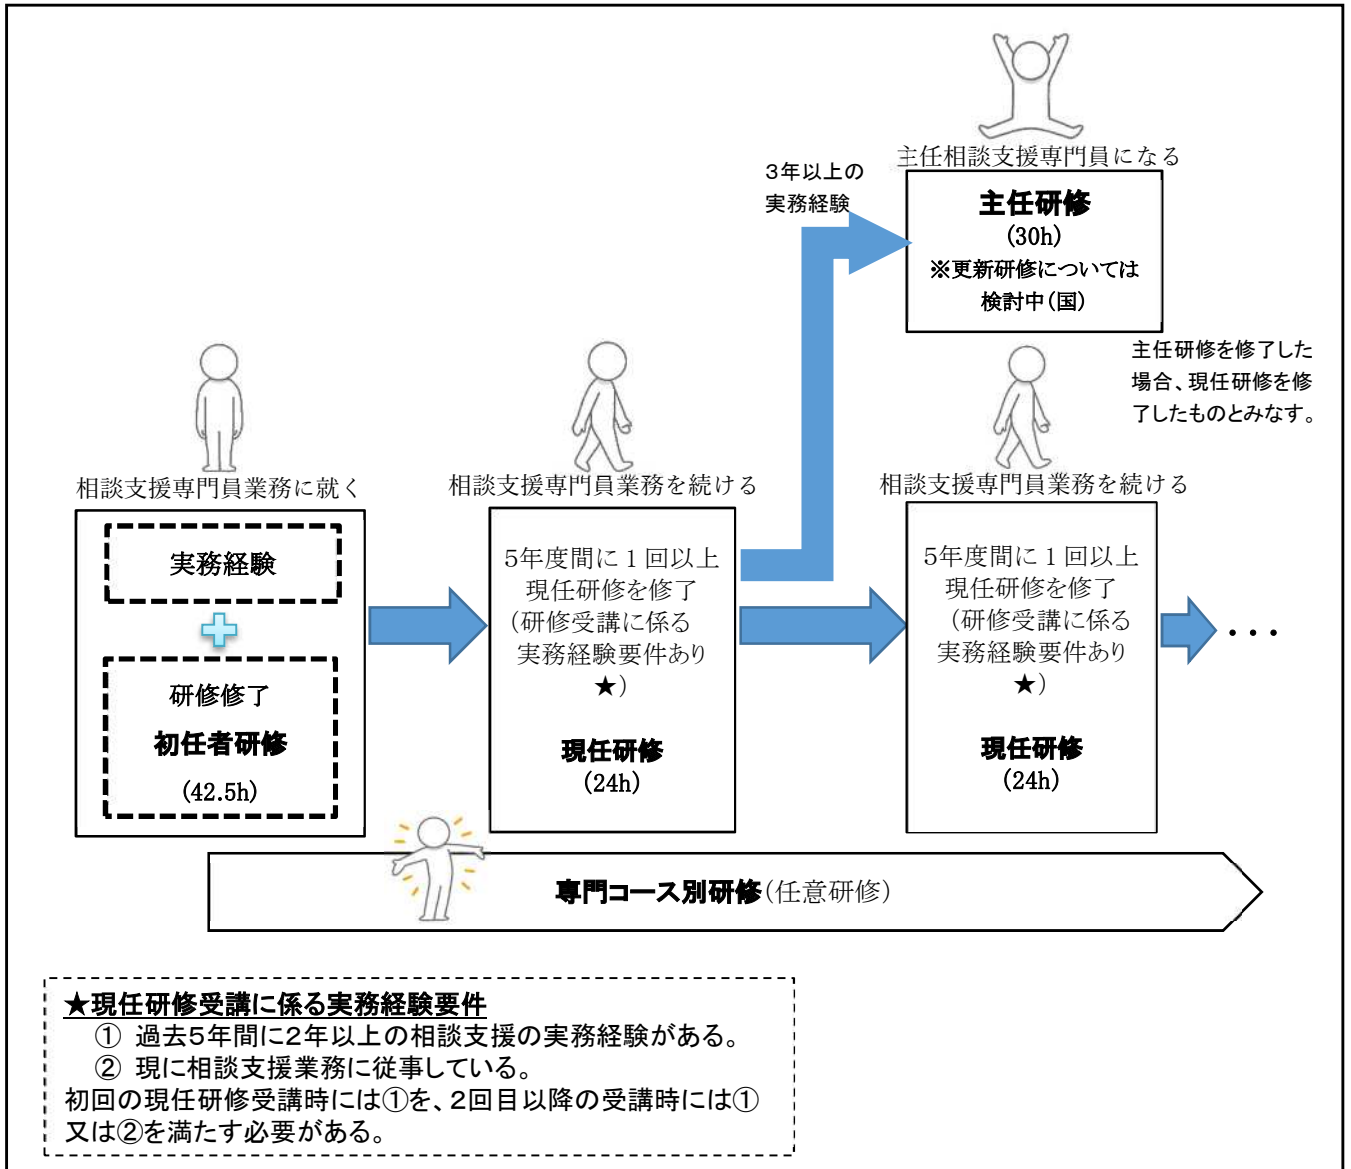 主任相談支援専門員になる
3年以上の
実務経験
主任研修
(30h)
※更新研修については
検討中(国)
主任研修を修了した
場合、現任研修を修
了したものとみなす。
相談支援専門員業務に就く
実務経験
研修修了
初任者研修
(42.5h)
相談支援専門員業務を続ける
5年度間に1回以上
現任研修を修了
(研修受講に係る
実務経験要件あり
★)
現任研修
(24h)
相談支援専門員業務を続ける
5年度間に1回以上
現任研修を修了
(研修受講に係る
実務経験要件あり
★)
現任研修
(24h)
・・・
専門コース別研修(任意研修)
★現任研修受講に係る実務経験要件
① 過去5年間に2年以上の相談支援の実務経験がある。
② 現に相談支援業務に従事している。
初回の現任研修受講時には①を、2回目以降の受講時には①
又は②を満たす必要がある。